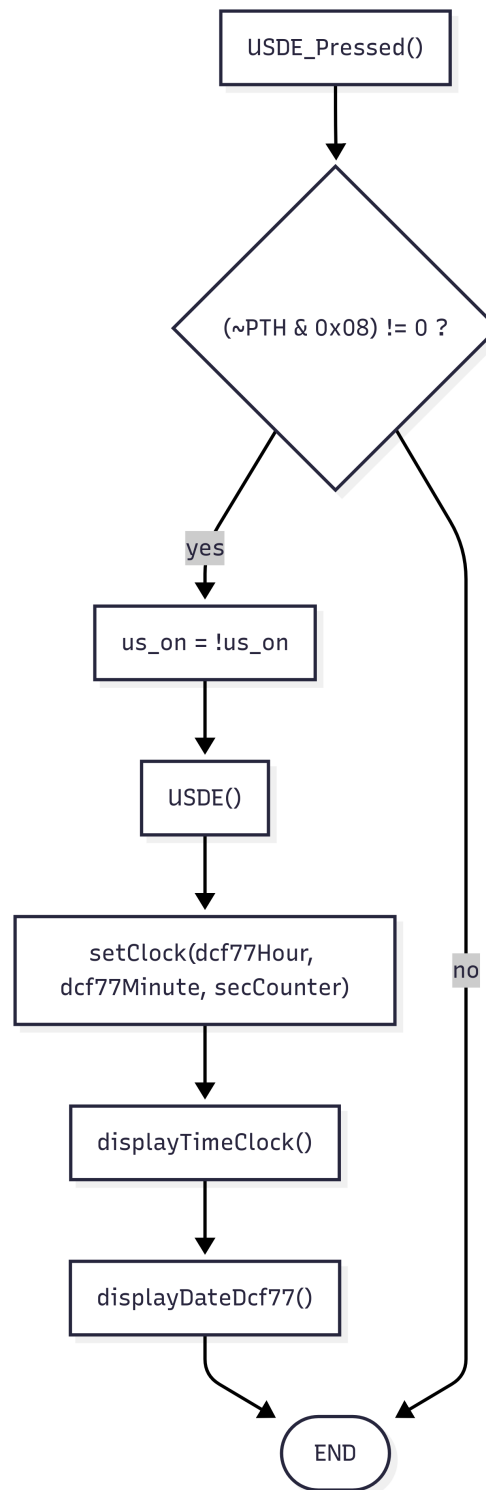 USDE_Pressed()
(~PTH & 0x08) != 0 ?
yes
us_on = !us_on
USDE()
setClock(dcf77Hour,
dcf77Minute, secCounter)
no
displayTimeClock()
displayDateDcf77()
END